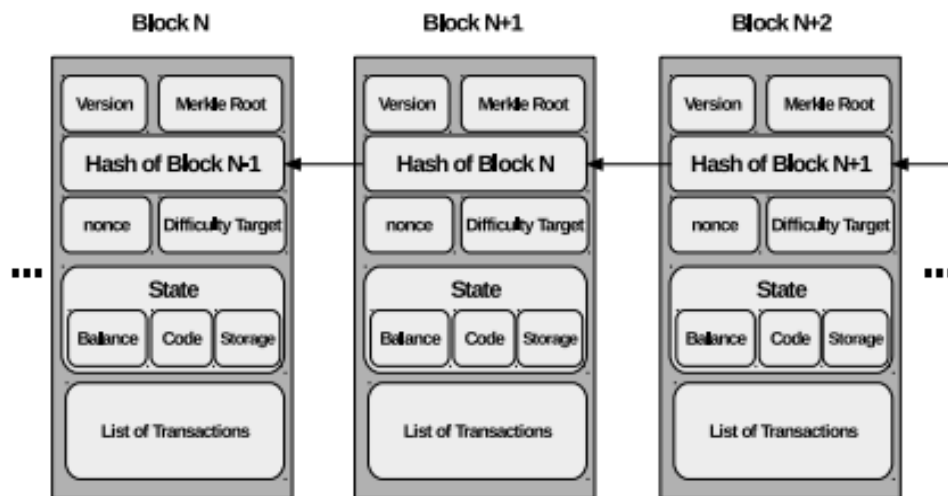 Block N
Block N+1
Block N+2
Version
Merkle Root
Version
Merkle Root
Version
Merkle Root
Hash of Block N-1
Hash of Block N
Hash of Block N+1
nonce
Difficulty Target
nonce
Difficulty Target
nonce
Difficulty Target
...
State
State
State
...
Balance
Code
Storage
Balance
Code
Storage
Balance
Code
Storage
List of Transactions
List of Transactions
List of Transactions